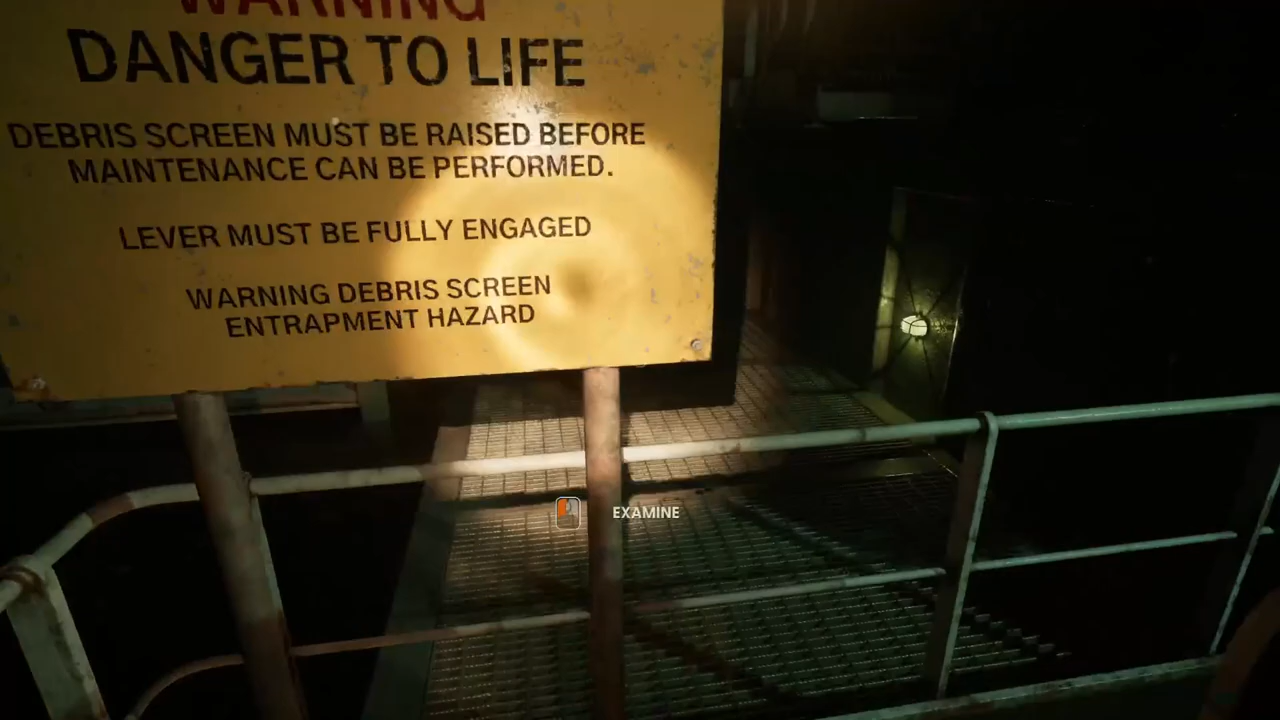 WARNING
DANGER TO LIFE
DEBRIS SCREEN MUST BE RAISED BEFORE
MAINTENANCE CAN BE PERFORMED.
LEVER MUST BE FULLY ENGAGED
WARNING DEBRIS SCREEN
ENTRAPMENT HAZARD
EXAMINE